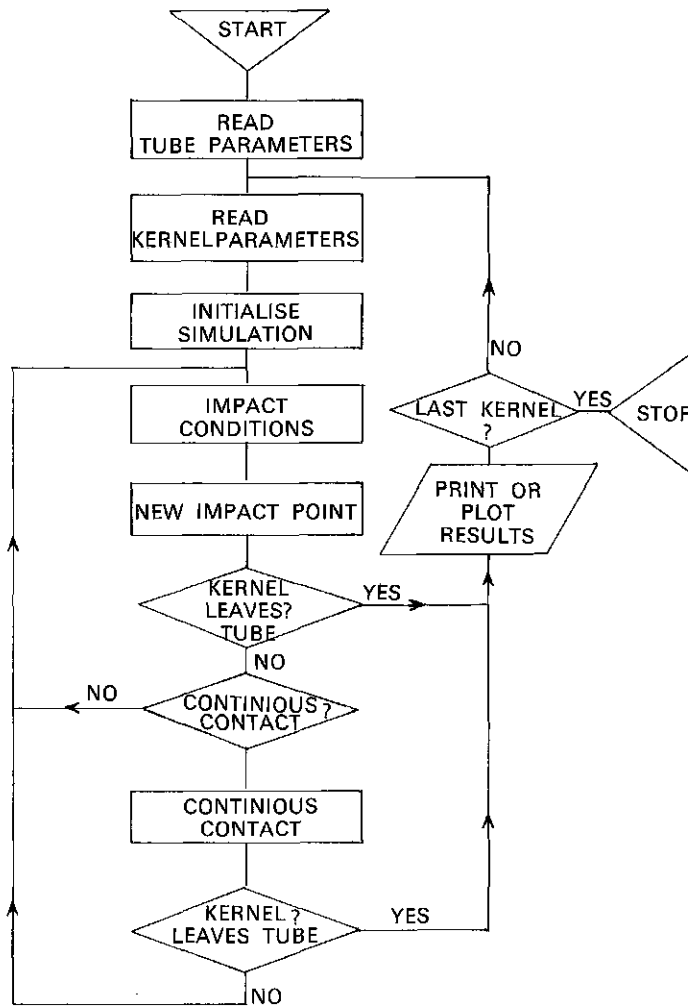 START
READ
TUBE PARAMETERS
READ
KERNELPARAMETERS
INITIALISE
SIMULATION
NO
IMPACT
CONDITIONS
LAST KERNEL
?
YES
STOP
NEW IMPACT POINT
PRINT OR
PLOT
RESULTS
KERNEL
LEAVES?
TUBE
YES
NO
NO
CONTINIOUS?
CONTACT
CONTINIOUS
CONTACT
KERNEL?
LEAVES TUBE
YES
NO